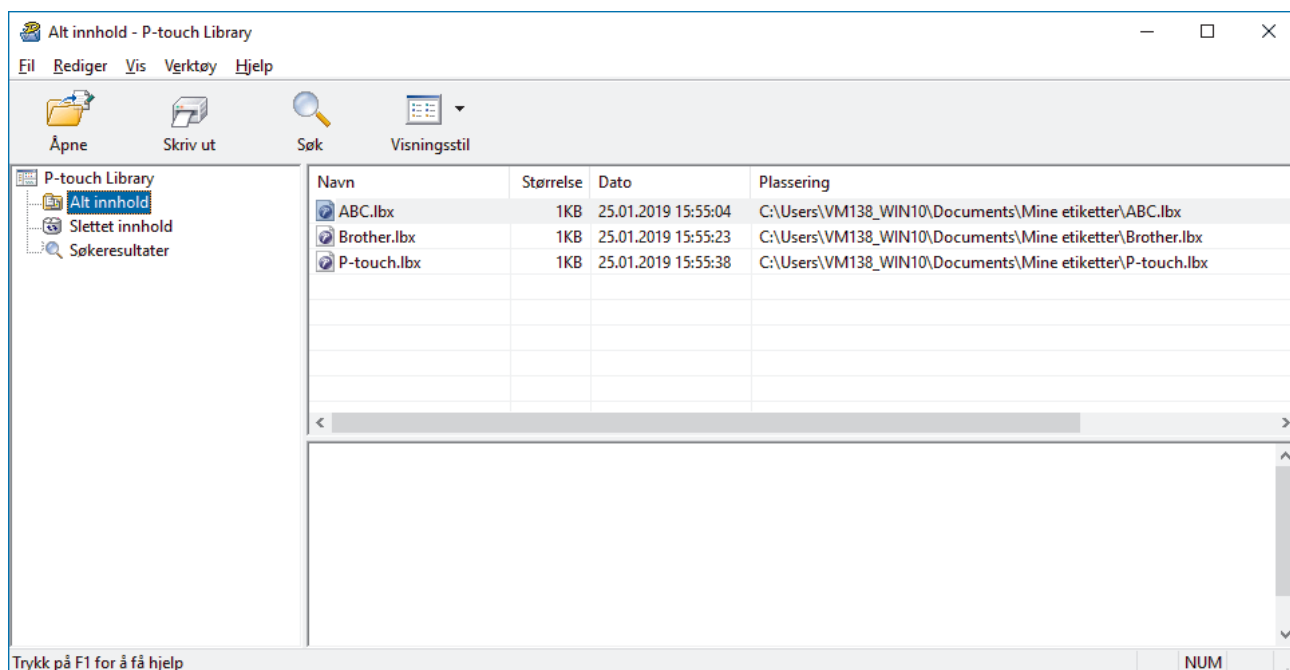 Alt innhold - P-touch Library
Fil Rediger Vis Verktøy Hjelp
Åpne Skriv ut Søk Visningsstil
P-touch Library
Alt innhold
Slettet innhold
Søkeresultater
Navn Størrelse Dato Plassering
ABC.lbx 1KB 25.01.2019 15:55:04 C:\Users\VM138_WIN10\Documents\Mine etiketter\ABC.lbx
Brother.lbx 1KB 25.01.2019 15:55:23 C:\Users\VM138_WIN10\Documents\Mine etiketter\Brother.lbx
P-touch.lbx 1KB 25.01.2019 15:55:38 C:\Users\VM138_WIN10\Documents\Mine etiketter\P-touch.lbx
Trykk på F1 for å få hjelp NUM